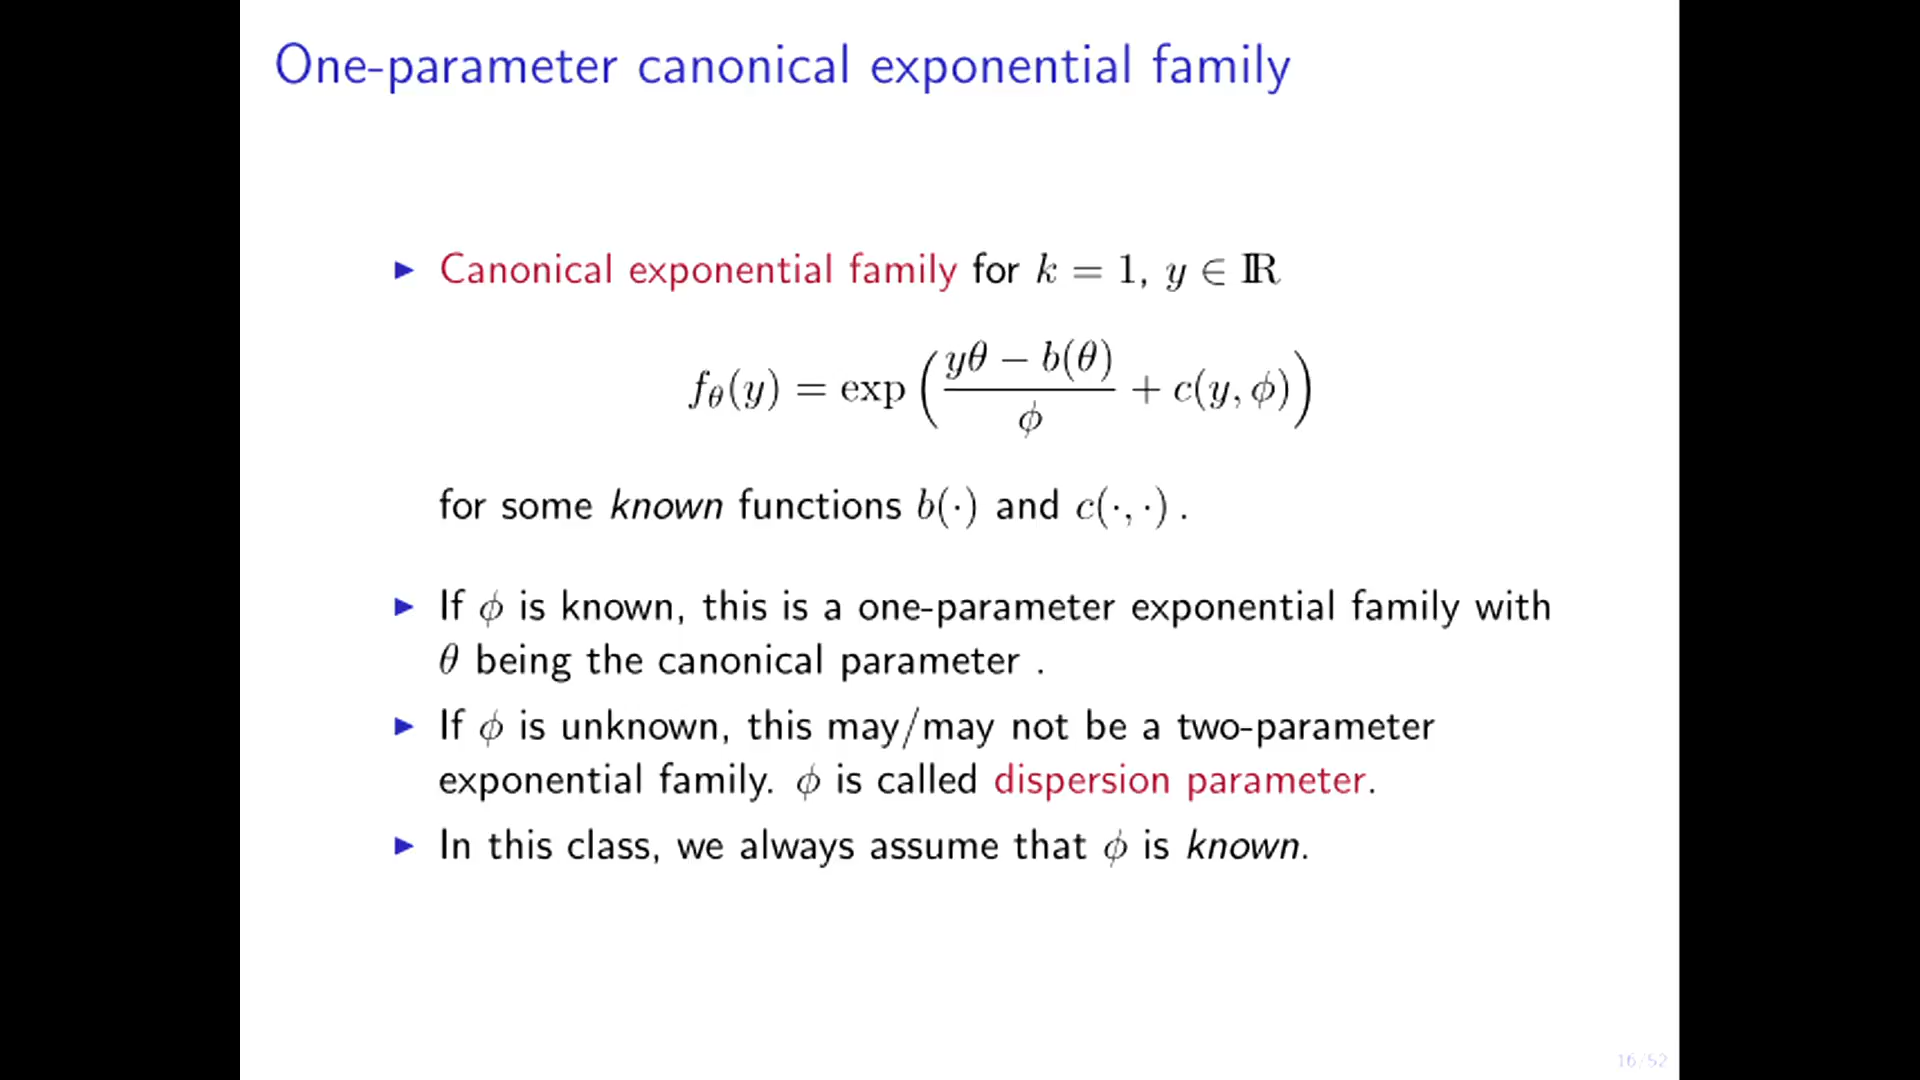 One-parameter canonical exponential family
▶ Canonical exponential family for k = 1, y ∈ ℝ
f_θ(y) = exp( (yθ − b(θ))/ϕ + c(y, ϕ) )
for some known functions b(·) and c(·, ·) .
▶ If ϕ is known, this is a one-parameter exponential family with
θ being the canonical parameter .
▶ If ϕ is unknown, this may/may not be a two-parameter
exponential family. ϕ is called dispersion parameter.
▶ In this class, we always assume that ϕ is known.
16/52